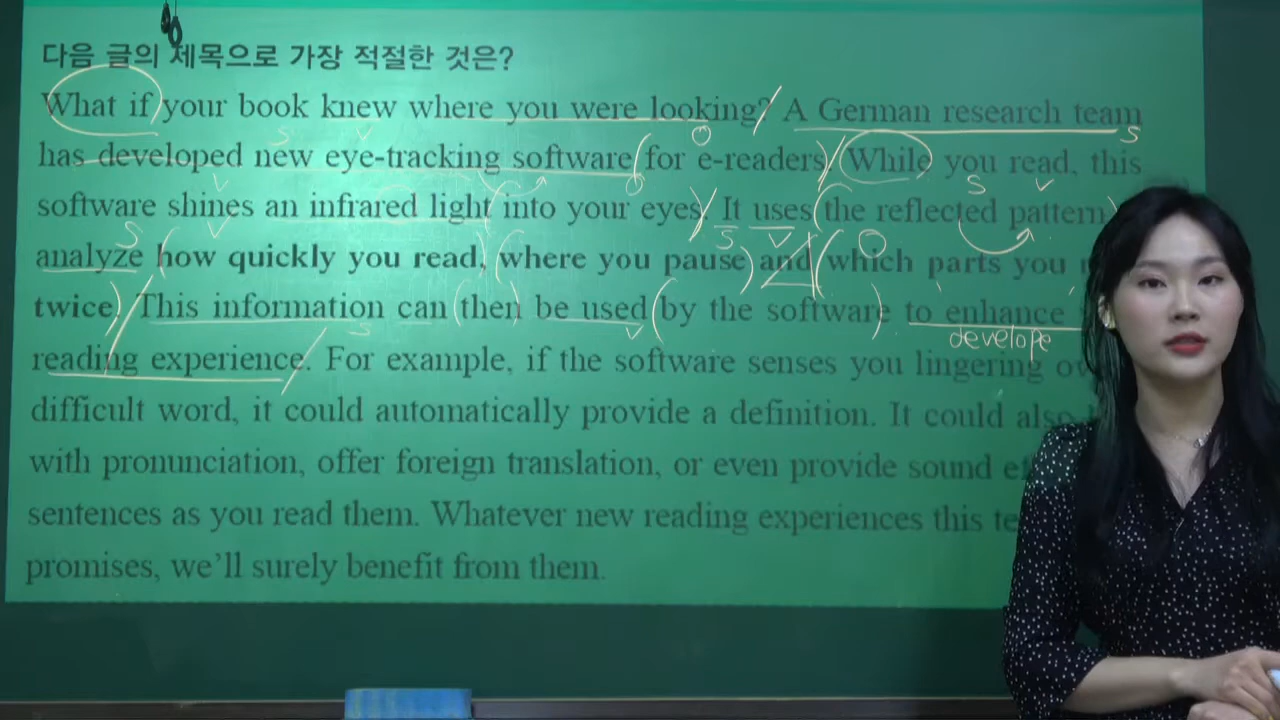 다음 글의 제목으로 가장 적절한 것은?
What if your book knew where you were looking? A German research team
has developed new eye-tracking software for e-readers. While you read, this
software shines an infrared light into your eyes. It uses the reflected pattern
analyze how quickly you read, where you pause and which parts you
twice. This information can then be used by the software to enhance
develope
reading experience. For example, if the software senses you lingering
difficult word, it could automatically provide a definition. It could also
with pronunciation, offer foreign translation, or even provide sound
sentences as you read them. Whatever new reading experiences this
promises, we'll surely benefit from them.